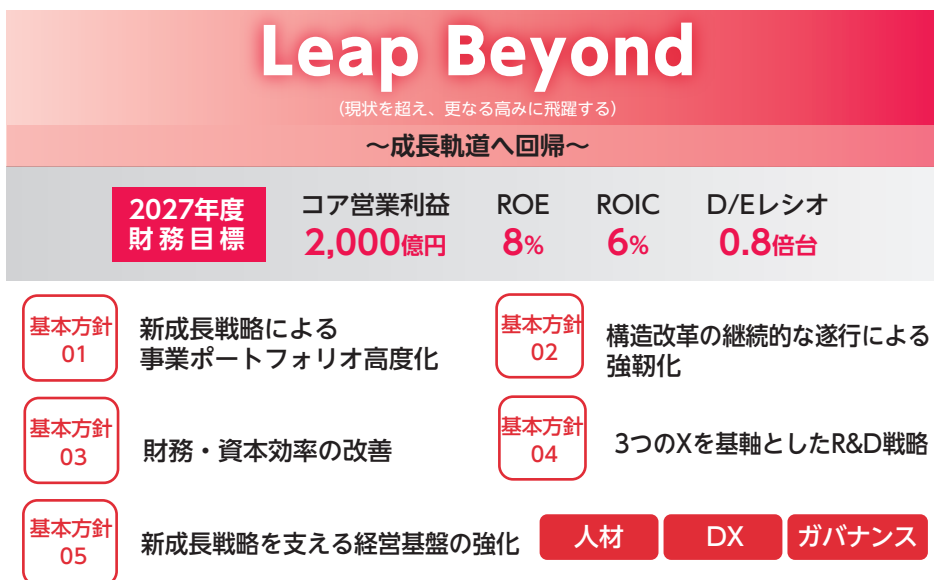 Leap Beyond
(現状を超え、更なる高みに飛躍する)
～成長軌道へ回帰～
2027年度
財務目標
コア営業利益
2,000億円
ROE
8%
ROIC
6%
D/Eレシオ
0.8倍台
基本方針
01
新成長戦略による
事業ポートフォリオ高度化
基本方針
02
構造改革の継続的な遂行による
強靭化
基本方針
03
財務・資本効率の改善
基本方針
04
3つのXを基軸としたR&D戦略
基本方針
05
新成長戦略を支える経営基盤の強化
人材
DX
ガバナンス